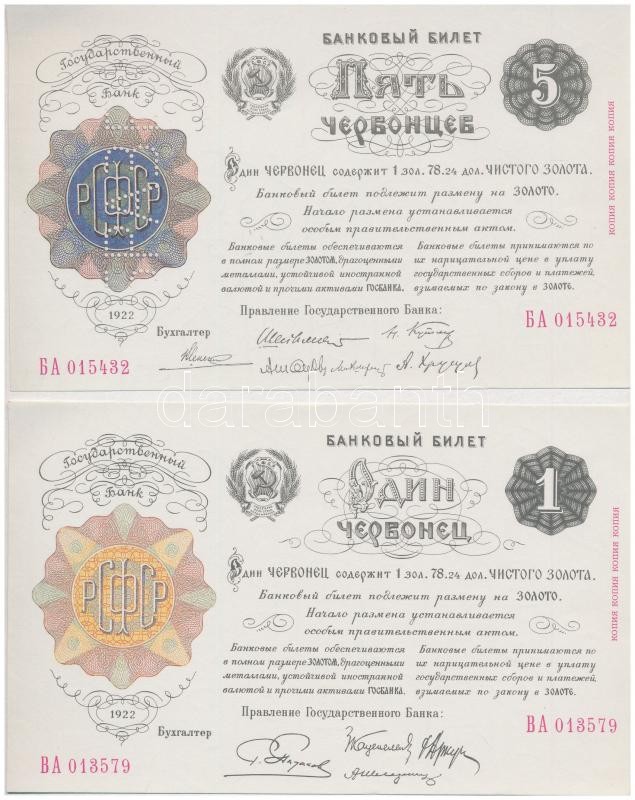 Государственный
Банк
РСФСР
1922
БАНКОВЫЙ БИЛЕТ
Пять
ЧЕРВОНЦЕВ
5
Один ЧЕРВОНЕЦ содержит 1 зол. 78.24 дол. ЧИСТОГО ЗОЛОТА.
Банковый билет подлежит размену на ЗОЛОТО.
Начало размена устанавливается
особым правительственным актом.
Банковые билеты обеспечиваются
в полном размере ЗОЛОТОМ, драгоценными
металами, устойчивой иностранной
валютой и прочими активами ГОСБАНКА.
Банковые билеты принимаются по
их нарицательной цене в уплату
государственных сборов и платежей,
взимаемых по закону в ЗОЛОТЕ.
Правление Государственного Банка:
Бухгалтер
БА 015432
БА 015432
КОПИЯ КОПИЯ КОПИЯ КОПИЯ
darabanth
Государственный
Банк
РСФСР
1922
БАНКОВЫЙ БИЛЕТ
Один
ЧЕРВОНЕЦ
1
Один ЧЕРВОНЕЦ содержит 1 зол. 78.24 дол. ЧИСТОГО ЗОЛОТА.
Банковый билет подлежит размену на ЗОЛОТО.
Начало размена устанавливается
особым правительственным актом.
Банковые билеты обеспечиваются
в полном размере ЗОЛОТОМ, драгоценными
металами, устойчивой иностранной
валютой и прочими активами ГОСБАНКА.
Банковые билеты принимаются по
их нарицательной цене в уплату
государственных сборов и платежей,
взимаемых по закону в ЗОЛОТЕ.
Правление Государственного Банка:
Бухгалтер
ВА 013579
ВА 013579
КОПИЯ КОПИЯ КОПИЯ КОПИЯ